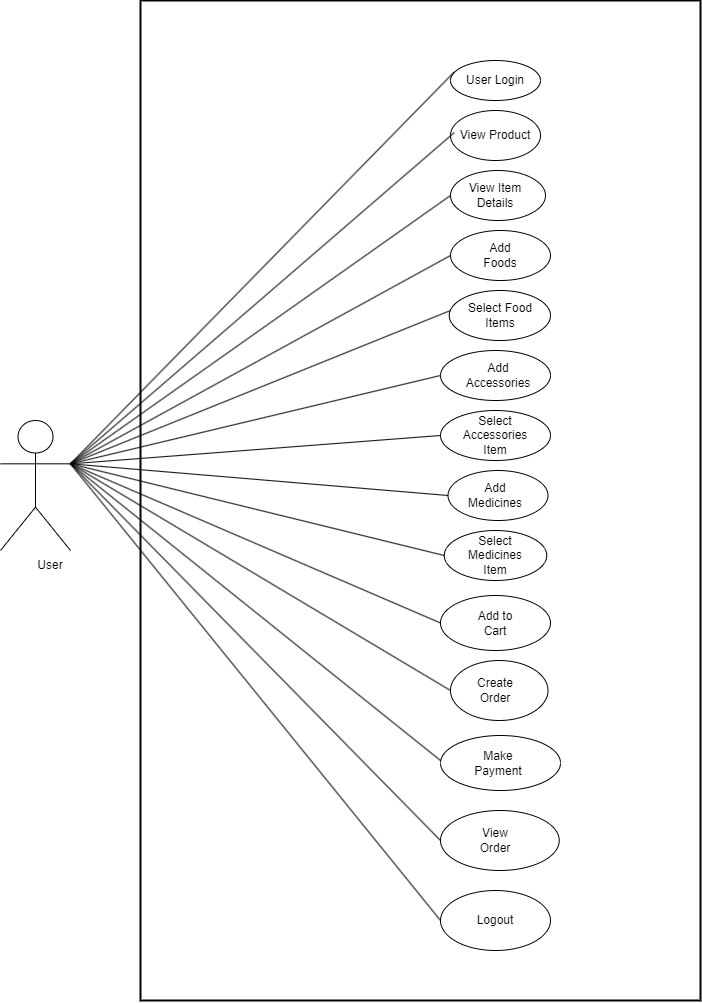 User Login
View Product
View Item
Details
Add
Foods
Select Food
Items
Add
Accessories
Select
Accessories
Item
Add
Medicines
Select
Medicines
Item
User
Add to
Cart
Create
Order
Make
Payment
View
Order
Logout